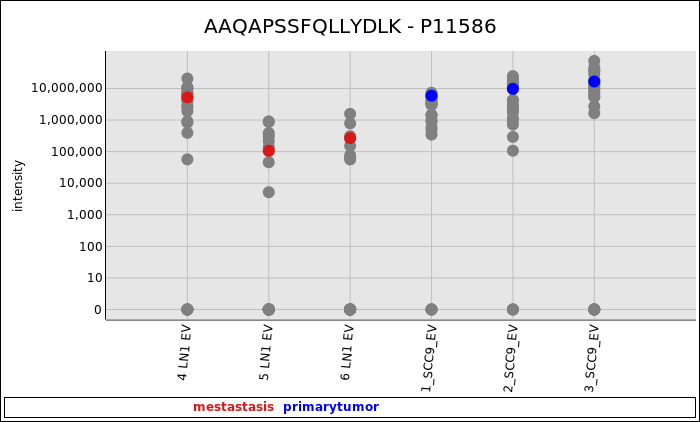 AAQAPSSFQLLYDLK - P11586
10,000,000
1,000,000
100,000
10,000
1,000
100
10
0
intensity
4 LN1 EV
5 LN1 EV
6 LN1 EV
1_SCC9_EV
2_SCC9_EV
3_SCC9_EV
mestastasis primarytumor